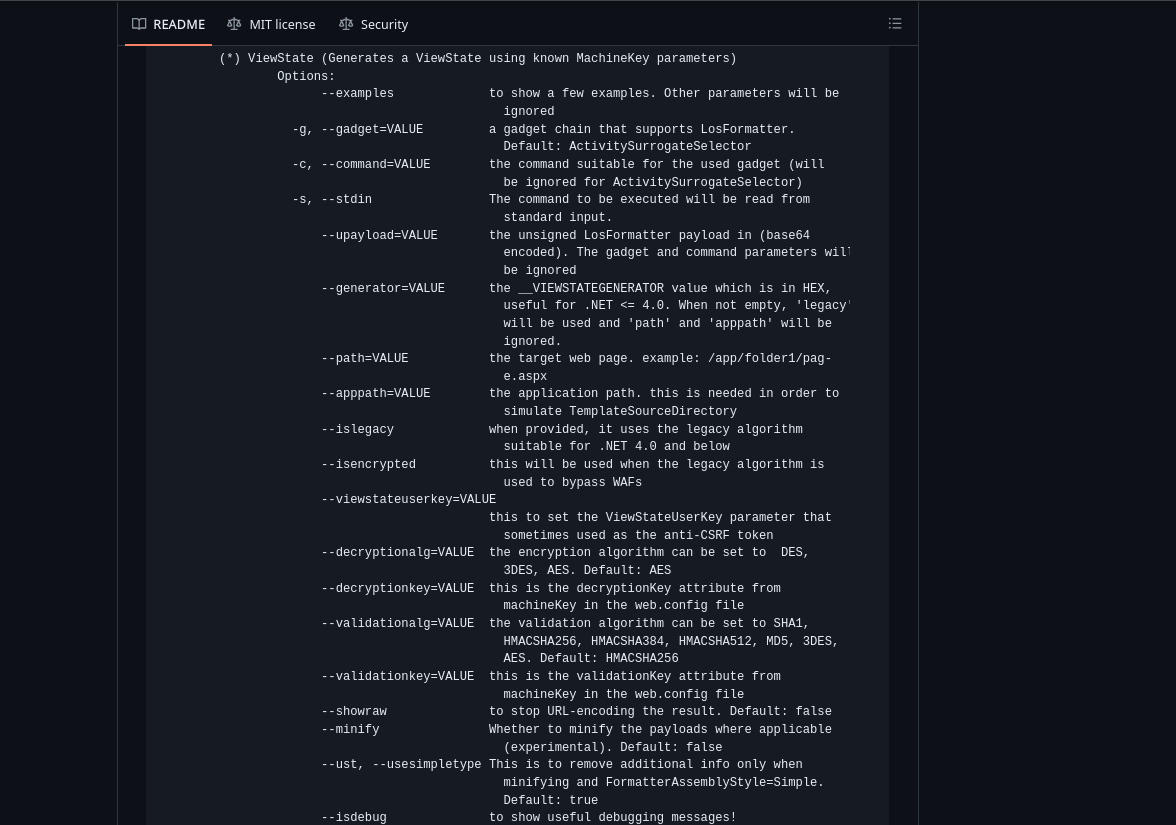 README MIT license Security
(*) ViewState (Generates a ViewState using known MachineKey parameters)
Options:
--examples to show a few examples. Other parameters will be
ignored
-g, --gadget=VALUE a gadget chain that supports LosFormatter.
Default: ActivitySurrogateSelector
-c, --command=VALUE the command suitable for the used gadget (will
be ignored for ActivitySurrogateSelector)
-s, --stdin The command to be executed will be read from
standard input.
--upayload=VALUE the unsigned LosFormatter payload in (base64
encoded). The gadget and command parameters will
be ignored
--generator=VALUE the __VIEWSTATEGENERATOR value which is in HEX,
useful for .NET <= 4.0. When not empty, 'legacy'
will be used and 'path' and 'apppath' will be
ignored.
--path=VALUE the target web page. example: /app/folder1/pag-
e.aspx
--apppath=VALUE the application path. this is needed in order to
simulate TemplateSourceDirectory
--islegacy when provided, it uses the legacy algorithm
suitable for .NET 4.0 and below
--isencrypted this will be used when the legacy algorithm is
used to bypass WAFs
--viewstateuserkey=VALUE
this to set the ViewStateUserKey parameter that
sometimes used as the anti-CSRF token
--decryptionalg=VALUE the encryption algorithm can be set to  DES,
3DES, AES. Default: AES
--decryptionkey=VALUE this is the decryptionKey attribute from
machineKey in the web.config file
--validationalg=VALUE the validation algorithm can be set to SHA1,
HMACSHA256, HMACSHA384, HMACSHA512, MD5, 3DES,
AES. Default: HMACSHA256
--validationkey=VALUE this is the validationKey attribute from
machineKey in the web.config file
--showraw to stop URL-encoding the result. Default: false
--minify Whether to minify the payloads where applicable
(experimental). Default: false
--ust, --usesimpletype This is to remove additional info only when
minifying and FormatterAssemblyStyle=Simple.
Default: true
--isdebug to show useful debugging messages!